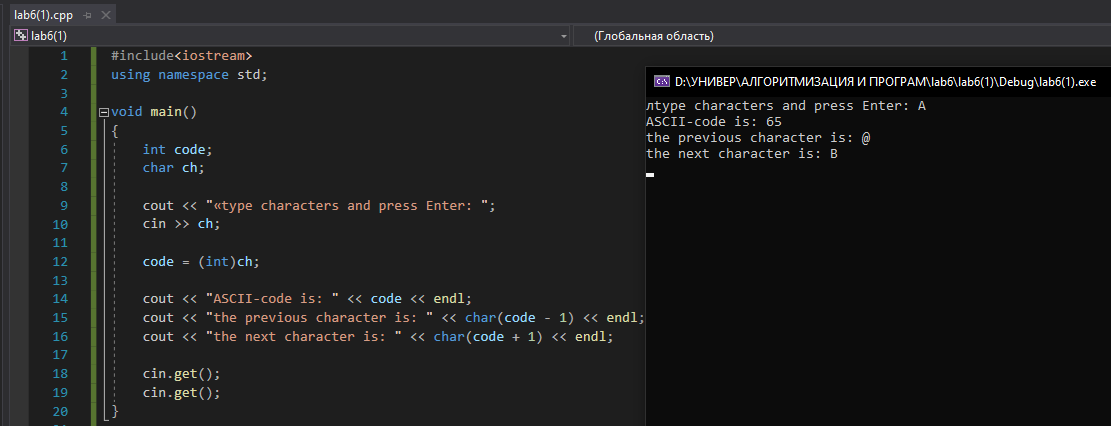 lab6(1).cpp
lab6(1)
(Глобальная область)
1 #include<iostream>
2 using namespace std;
3
4 void main()
5 {
6 int code;
7 char ch;
8
9 cout << "«type characters and press Enter: ";
10 cin >> ch;
11
12 code = (int)ch;
13
14 cout << "ASCII-code is: " << code << endl;
15 cout << "the previous character is: " << char(code - 1) << endl;
16 cout << "the next character is: " << char(code + 1) << endl;
17
18 cin.get();
19 cin.get();
20 }
D:\УНИВЕР\АЛГОРИТМИЗАЦИЯ И ПРОГРАМ\lab6\lab6(1)\Debug\lab6(1).exe
лtype characters and press Enter: A
ASCII-code is: 65
the previous character is: @
the next character is: B